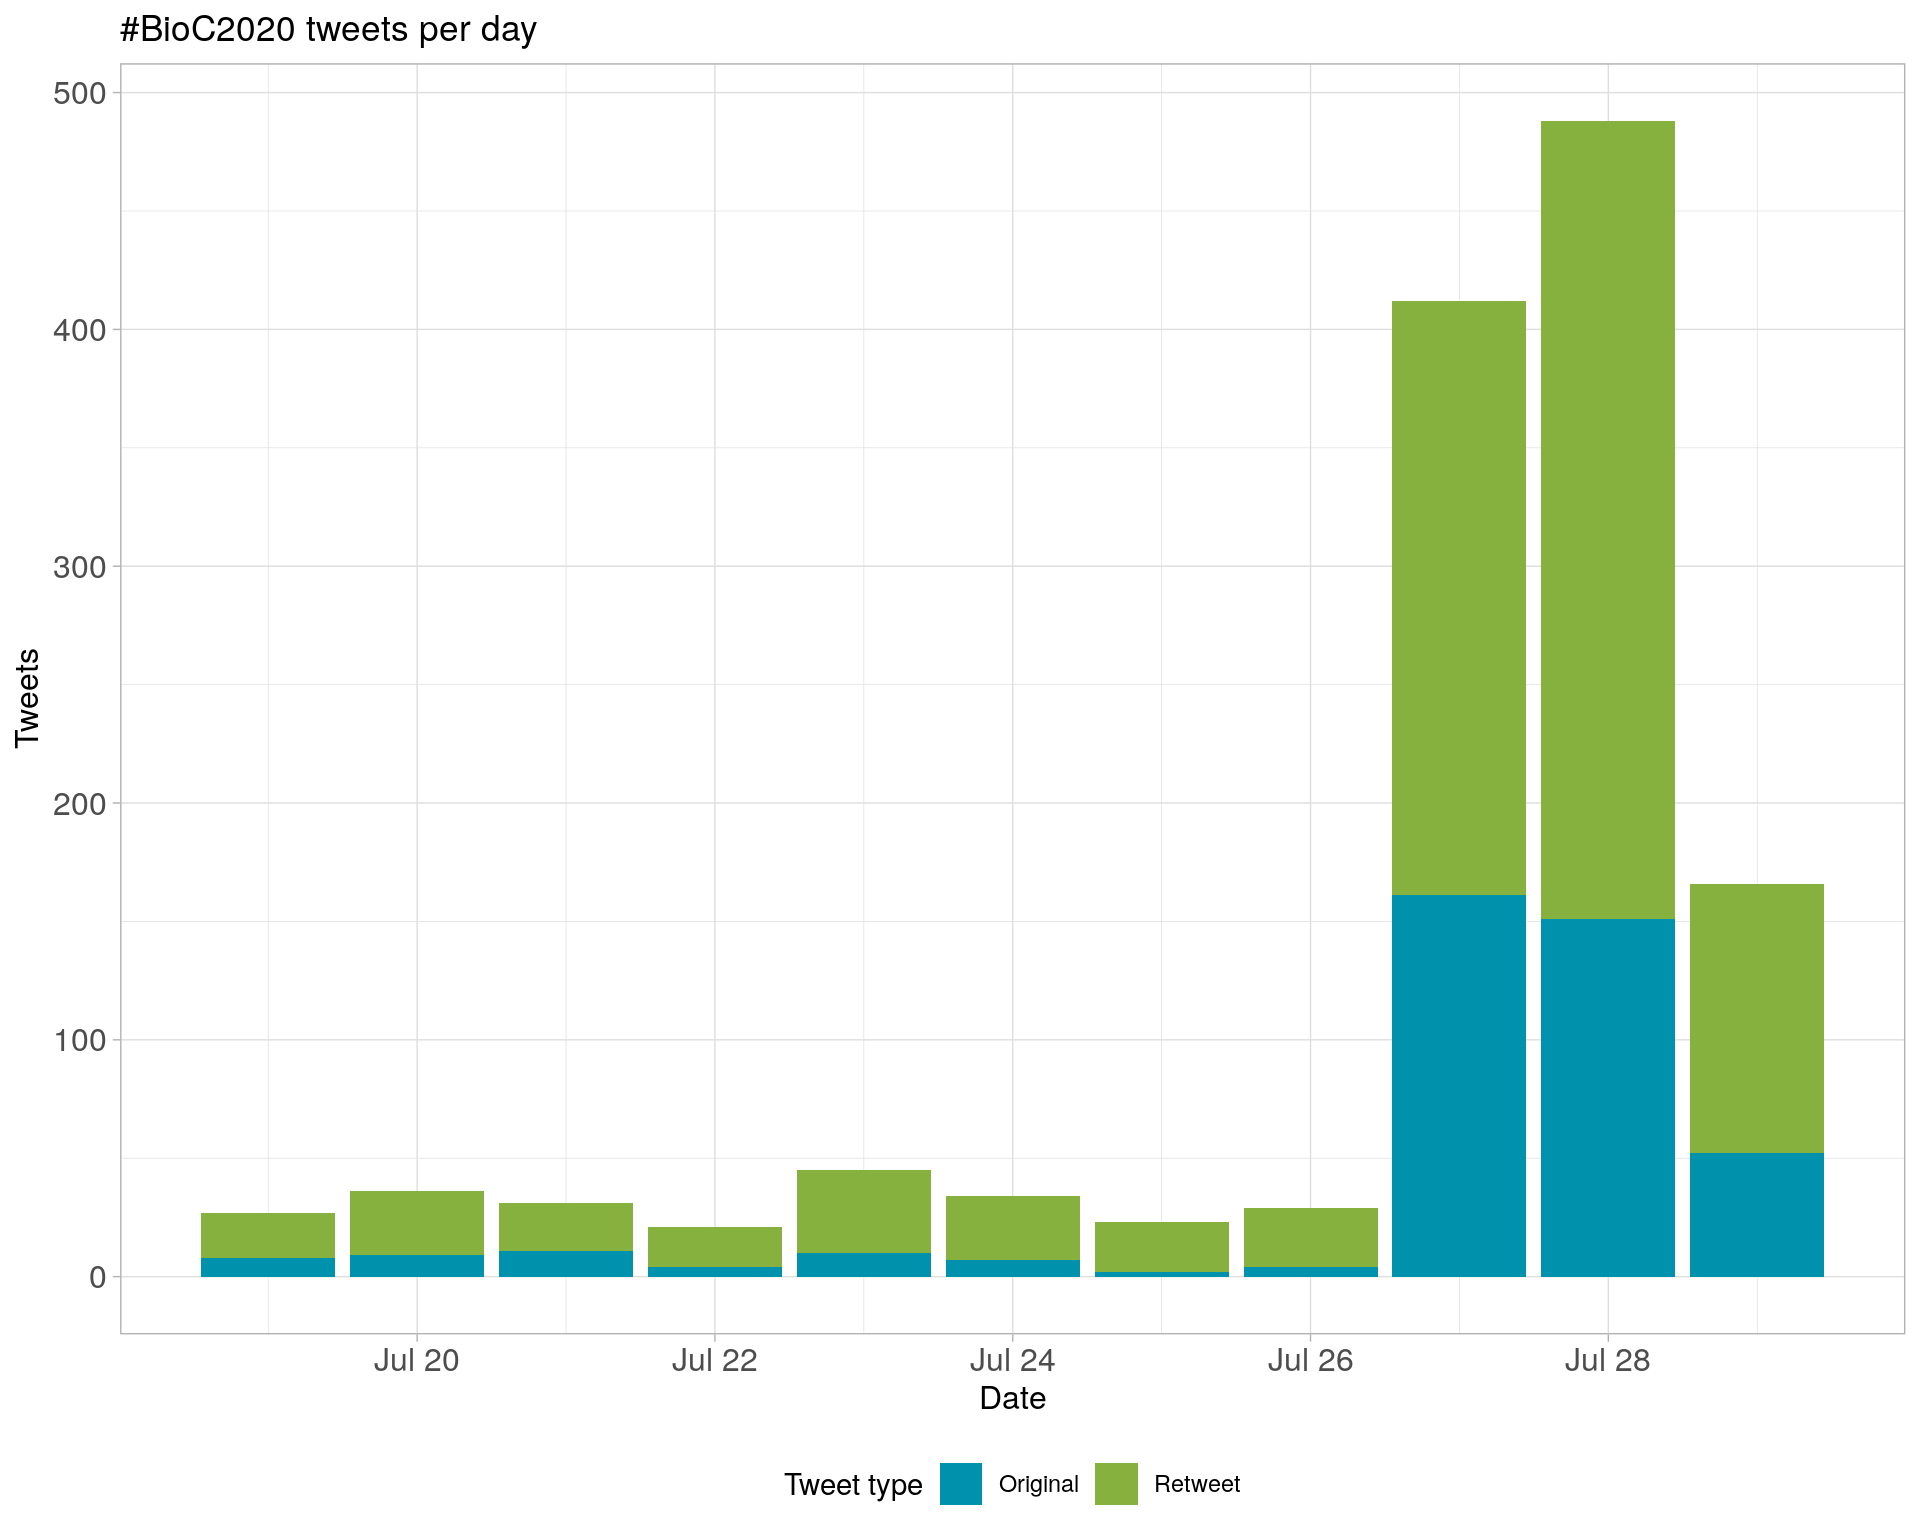 #BioC2020 tweets per day
500
400
300
200
100
0
Tweets
Jul 20 Jul 22 Jul 24 Jul 26 Jul 28
Date
Tweet type Original Retweet